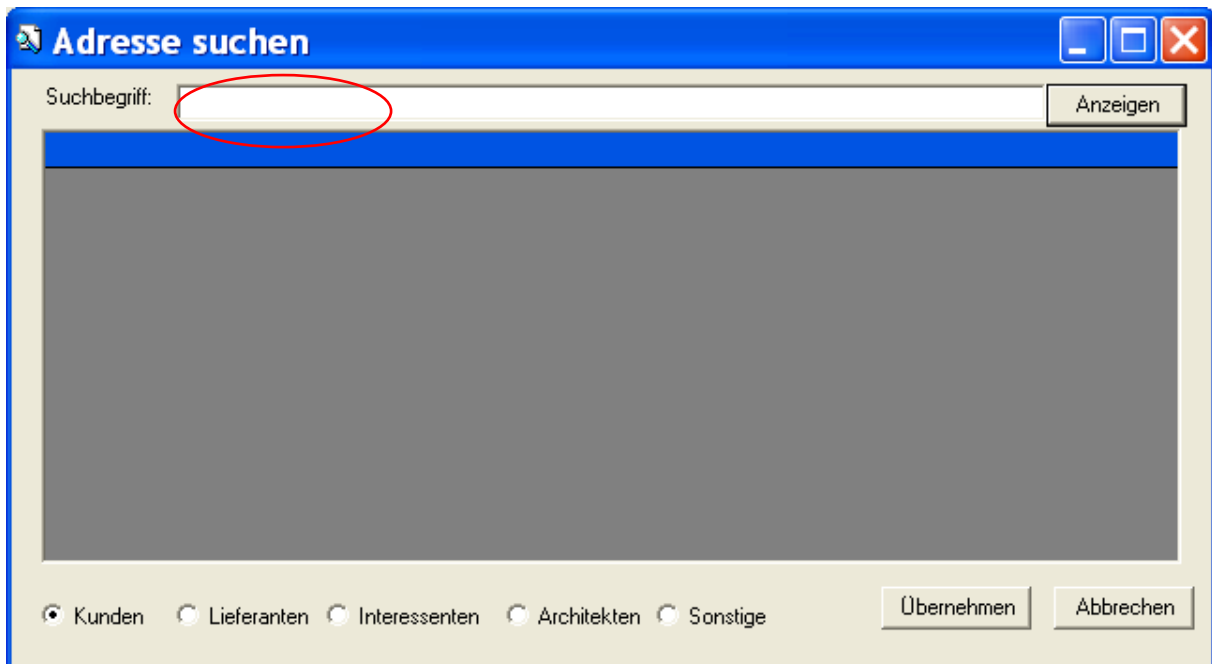 Adresse suchen
Suchbegriff:
Anzeigen
Kunden Lieferanten Interessenten Architekten Sonstige
Übernehmen Abbrechen